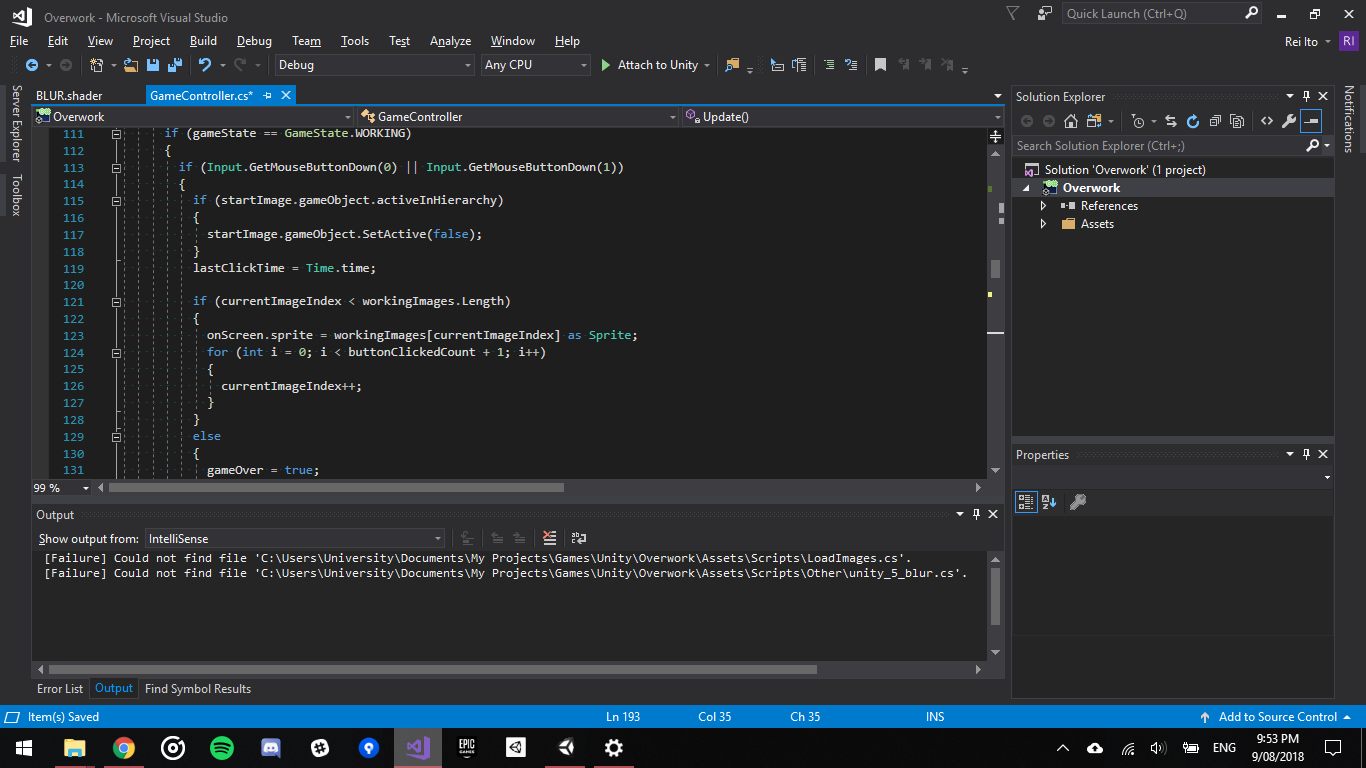 Overwork - Microsoft Visual Studio
Quick Launch (Ctrl+Q)
File Edit View Project Build Debug Team Tools Test Analyze Window Help
Rei Ito RI
Debug Any CPU Attach to Unity
Server Explorer
Toolbox
BLUR.shader GameController.cs*
Overwork GameController Update()
111 if (gameState == GameState.WORKING)
112 {
113 if (Input.GetMouseButtonDown(0) || Input.GetMouseButtonDown(1))
114 {
115 if (startImage.gameObject.activeInHierarchy)
116 {
117 startImage.gameObject.SetActive(false);
118 }
119 lastClickTime = Time.time;
120
121 if (currentImageIndex < workingImages.Length)
122 {
123 onScreen.sprite = workingImages[currentImageIndex] as Sprite;
124 for (int i = 0; i < buttonClickedCount + 1; i++)
125 {
126 currentImageIndex++;
127 }
128 }
129 else
130 {
131 gameOver = true;
99 %
Output
Show output from: IntelliSense
[Failure] Could not find file 'C:\Users\University\Documents\My Projects\Games\Unity\Overwork\Assets\Scripts\LoadImages.cs'.
[Failure] Could not find file 'C:\Users\University\Documents\My Projects\Games\Unity\Overwork\Assets\Scripts\Other\unity_5_blur.cs'.
Error List Output Find Symbol Results
Solution Explorer
Search Solution Explorer (Ctrl+;)
Solution 'Overwork' (1 project)
Overwork
References
Assets
Properties
Notifications
Item(s) Saved Ln 193 Col 35 Ch 35 INS Add to Source Control
EPIC
GAMES
ENG
9:53 PM
9/08/2018